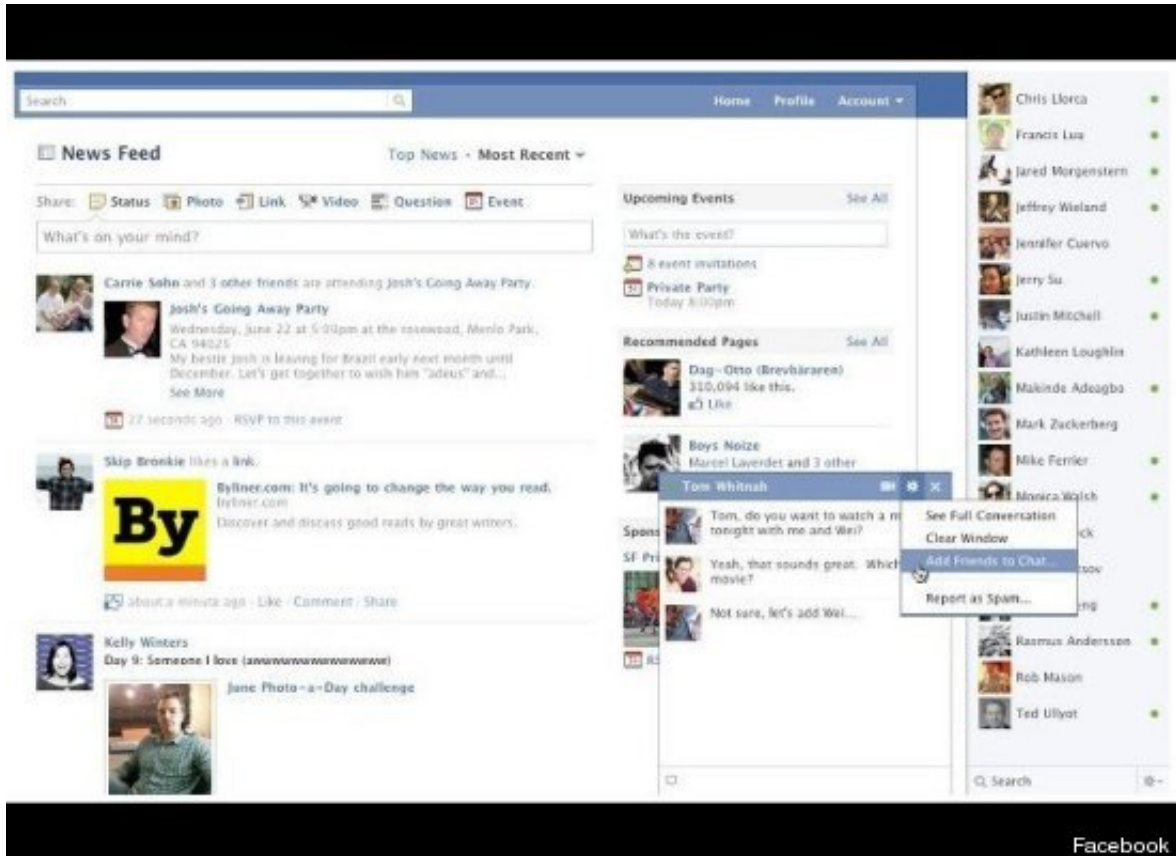 Search
Home Profile Account
News Feed
Top News · Most Recent
Share: Status Photo Link Video Question Event
What's on your mind?
Carrie Sohn and 3 other friends are attending Josh's Going Away Party.
Josh's Going Away Party
Wednesday, June 22 at 5:00pm at the rosewood, Menlo Park,
CA 94025
My bestie Josh is leaving for Brazil early next month until
December. Let's get together to wish him "adeus" and...
See More
27 seconds ago · RSVP to this event
Skip Bronkie likes a link.
By
Byliner.com: It's going to change the way you read.
byliner.com
Discover and discuss good reads by great writers.
about a minute ago · Like · Comment · Share
Kelly Winters
Day 9: Someone I love (awwwwwwwwwwwwwww)
June Photo-a-Day challenge
Upcoming Events See All
What's the event?
8 event invitations
31 Private Party
Today 8:00pm
Recommended Pages See All
Dag-Otto (Brevbäraren)
310,094 like this.
Like
Boys Noize
Marcel Laverdet and 3 other
Spons
SF Pri
31 RS
Tom Whitnah
Tom, do you want to watch a m
tonight with me and Wei?
Yeah, that sounds great. Which
movie?
Not sure, let's add Wei...
See Full Conversation
Clear Window
Add Friends to Chat...
Report as Spam...
Chris Llorca
Francis Lua
Jared Morgenstern
Jeffrey Wieland
Jennifer Cuervo
Jerry Su
Justin Mitchell
Kathleen Loughlin
Makinde Adeagbo
Mark Zuckerberg
Mike Ferrier
Monica Walsh
ck
tsov
eng
Rasmus Andersson
Rob Mason
Ted Ullyot
Search
Facebook